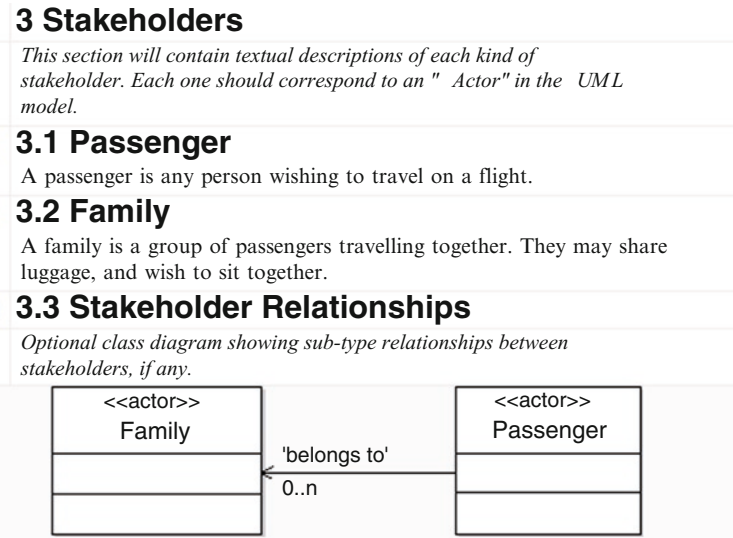 3 Stakeholders
This section will contain textual descriptions of each kind of
stakeholder. Each one should correspond to an " Actor" in the UML
model.
3.1 Passenger
A passenger is any person wishing to travel on a flight.
3.2 Family
A family is a group of passengers travelling together. They may share
luggage, and wish to sit together.
3.3 Stakeholder Relationships
Optional class diagram showing sub-type relationships between
stakeholders, if any.
<<actor>>
Family
'belongs to'
0..n
<<actor>>
Passenger